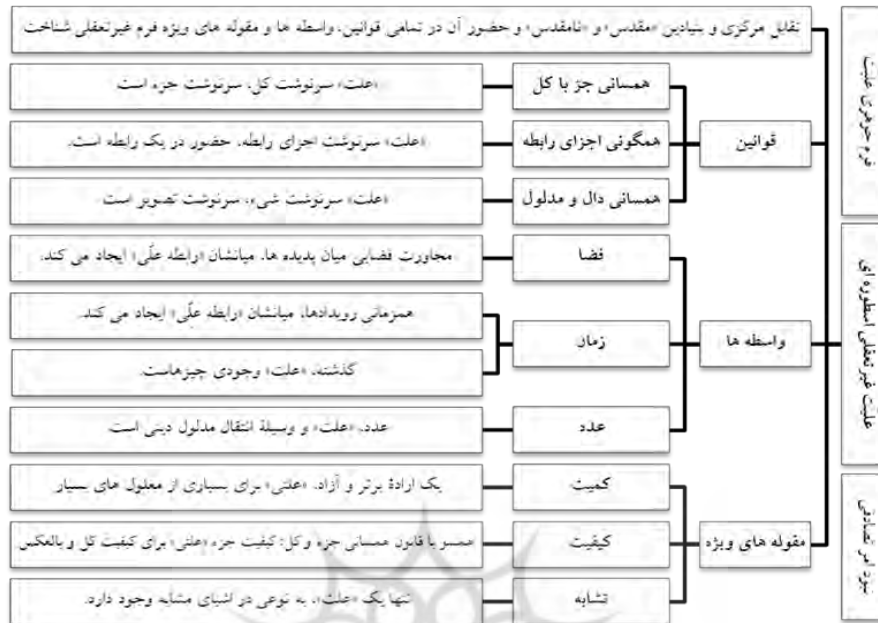 تقابل مرکزی و بنیادین «مقدس» و «نامقدس» و حضور آن در تمامی قوانین، واسطه ها و مقوله های ویژه فرم غیرتعقلی شناخت
فرم جوهری علیت
علیت غیرتعقلی اسطوره ای
نبود امر تصادفی
قوانین
همسانی جز با کل
«علت» سرنوشت کل، سرنوشت جزء است
همگونی اجزای رابطه
«علت» سرنوشت اجزای رابطه، حضور در یک رابطه است.
همسانی دال و مدلول
«علت» سرنوشت شیء، سرنوشت تصویر است
واسطه ها
فضا
مجاورت فضایی میان پدیده ها، میانشان «رابطه علّی» ایجاد می کند.
زمان
همزمانی رویدادها، میانشان «رابطه علّی» ایجاد می کند.
گذشته، «علت» وجودی چیزهاست.
عدد
عدد، «علت» و وسیلهٔ انتقال مدلول دینی است.
مقوله های ویژه
کمیت
یک ارادهٔ برتر و آزاد، «علتی» برای بسیاری از معلول های بسیار
کیفیت
همسو با قانون همسانی جزء و کل: کیفیت جزء «علتی» برای کیفیت کل و بالعکس
تشابه
تنها یک «علت»، به نوعی در اشیای مشابه وجود دارد.